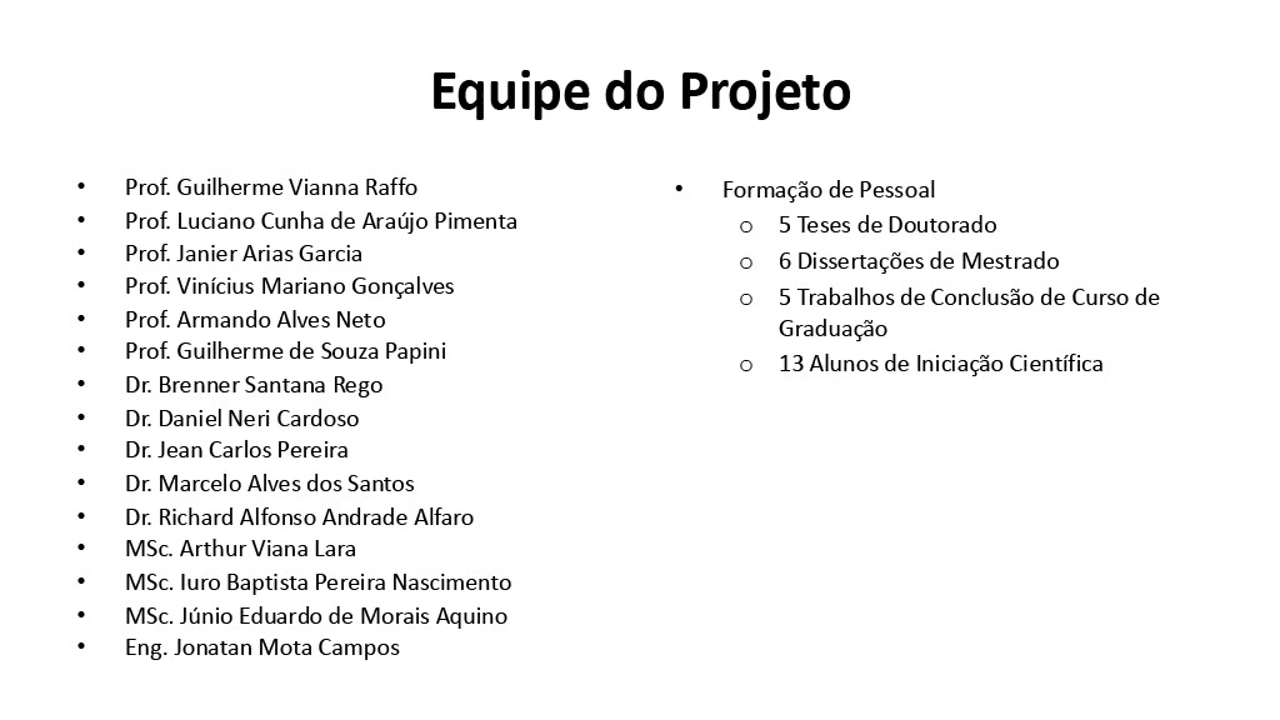 Equipe do Projeto
• Prof. Guilherme Vianna Raffo
• Prof. Luciano Cunha de Araújo Pimenta
• Prof. Janier Arias Garcia
• Prof. Vinícius Mariano Gonçalves
• Prof. Armando Alves Neto
• Prof. Guilherme de Souza Papini
• Dr. Brenner Santana Rego
• Dr. Daniel Neri Cardoso
• Dr. Jean Carlos Pereira
• Dr. Marcelo Alves dos Santos
• Dr. Richard Alfonso Andrade Alfaro
• MSc. Arthur Viana Lara
• MSc. Iuro Baptista Pereira Nascimento
• MSc. Júnio Eduardo de Morais Aquino
• Eng. Jonatan Mota Campos
• Formação de Pessoal
o 5 Teses de Doutorado
o 6 Dissertações de Mestrado
o 5 Trabalhos de Conclusão de Curso de
Graduação
o 13 Alunos de Iniciação Científica